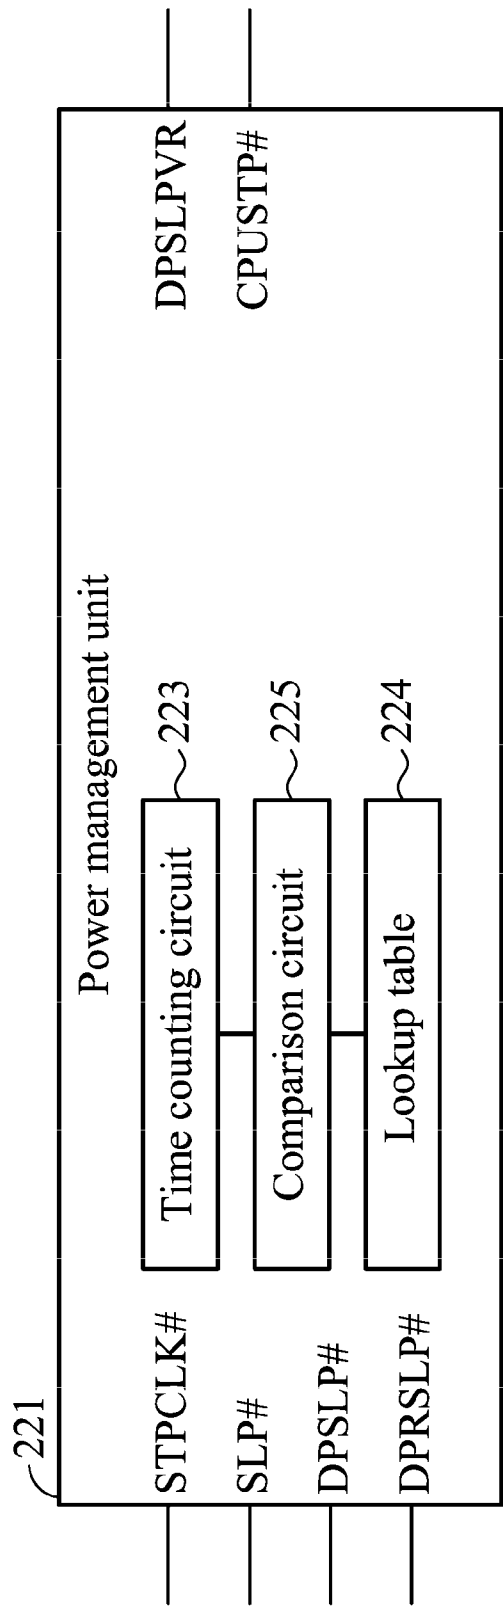 221
Power management unit
STPCLK#
Time counting circuit
223
DPSLPVR
SLP#
Comparison circuit
225
CPUSTP#
DPSLP#
Lookup table
224
DPRSLP#